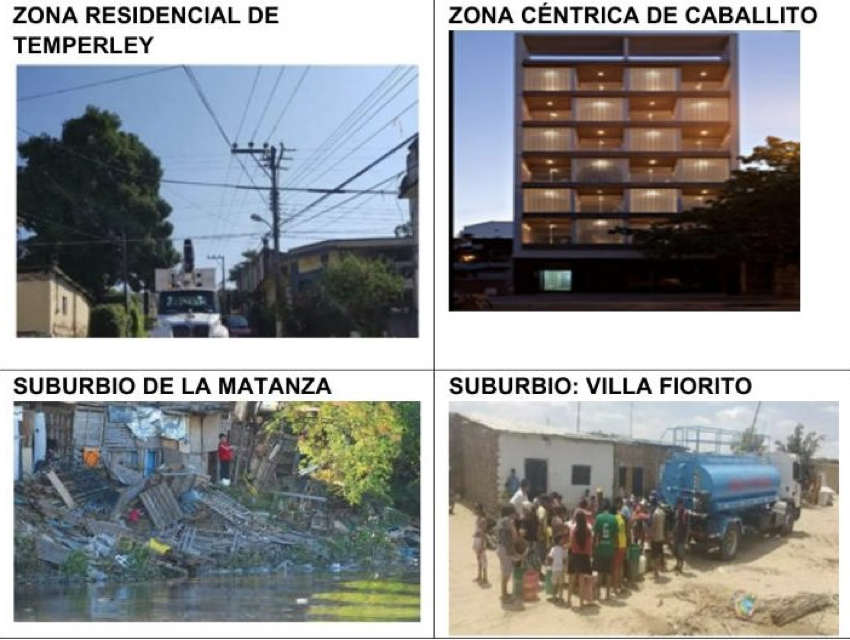 ZONA RESIDENCIAL DE
TEMPERLEY
ZONA CÉNTRICA DE CABALLITO
SUBURBIO DE LA MATANZA
SUBURBIO: VILLA FIORITO